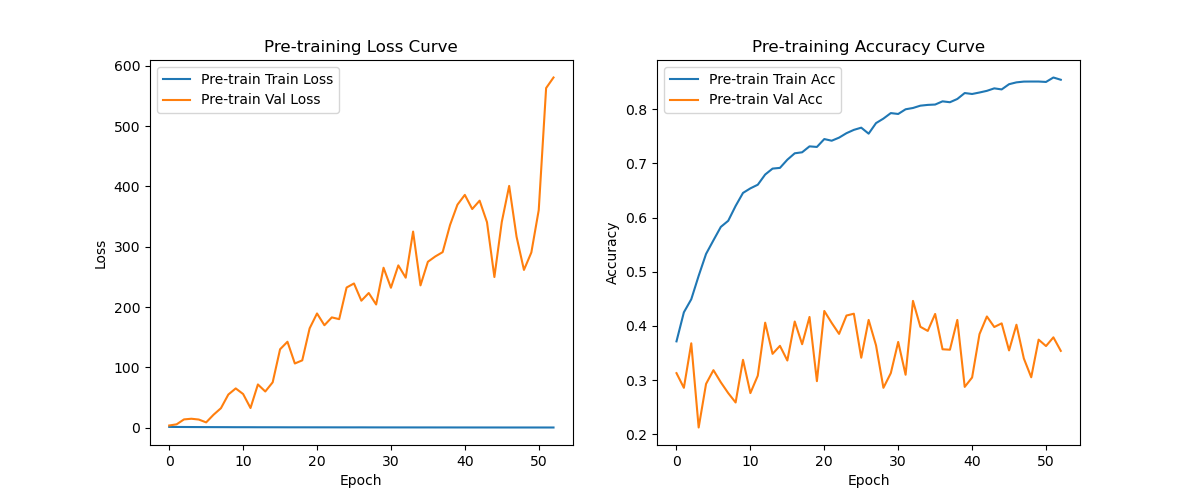 Pre-training Loss Curve
Pre-train Train Loss
Pre-train Val Loss
600
500
400
300
200
100
0
Loss
0 10 20 30 40 50
Epoch
Pre-training Accuracy Curve
Pre-train Train Acc
Pre-train Val Acc
0.8
0.7
0.6
0.5
0.4
0.3
0.2
Accuracy
0 10 20 30 40 50
Epoch